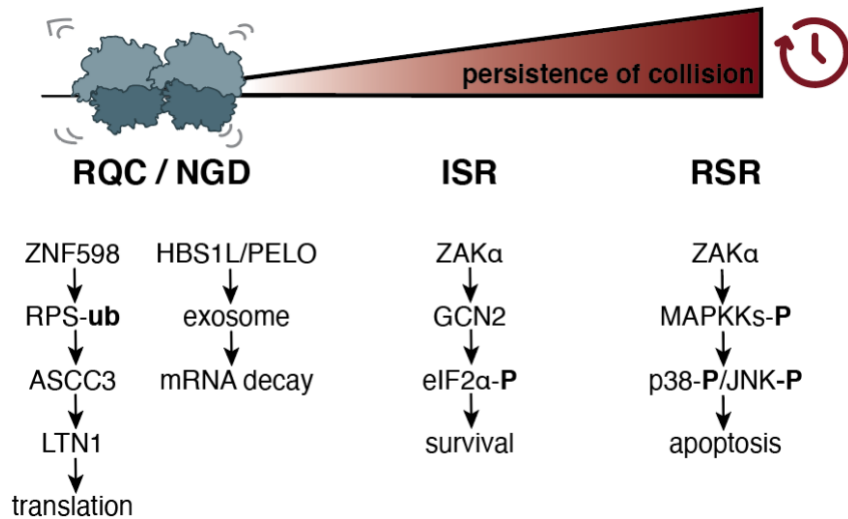 persistence of collision
RQC / NGD
ISR
RSR
ZNF598
HBS1L/PELO
ZAKα
ZAKα
RPS-ub
exosome
GCN2
MAPKKs-P
ASCC3
mRNA decay
eIF2α-P
p38-P/JNK-P
LTN1
survival
apoptosis
translation